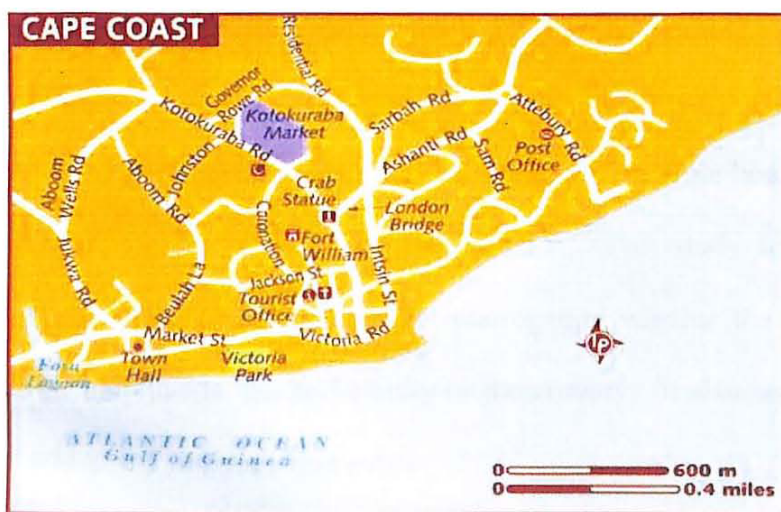 CAPE COAST
Residential Rd
Governor
Rowe Rd
Kotokuraba Rd
Kotokuraba
Market
Johnston
Sarbah Rd
Attebury Rd
Post
Office
Ashanti Rd
Sam Rd
Aboom
Wells Rd
Aboom Rd
Crab
Statue
London
Bridge
Coronation
Fort
William
Intsin St
Jackson St
Tourist
Office
Beulah La
Rd
Market St
Victoria Rd
Town
Hall
Victoria
Park
Fosu
Lagoon
LP
ATLANTIC OCEAN
Gulf of Guinea
0 600 m
0 0.4 miles